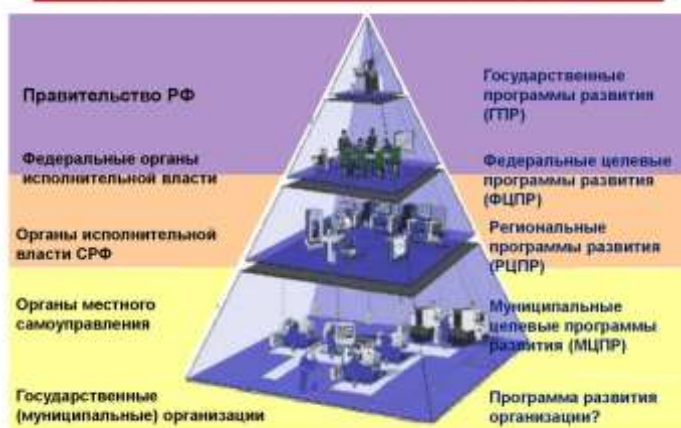 Правительство РФ
Государственные
программы развития
(ГПР)
Федеральные органы
исполнительной власти
Федеральные целевые
программы развития
(ФЦПР)
Органы исполнительной
власти СРФ
Региональные
программы развития
(РЦПР)
Органы местного
самоуправления
Муниципальные
целевые программы
развития (МЦПР)
Государственные
(муниципальные) организации
Программа развития
организации?